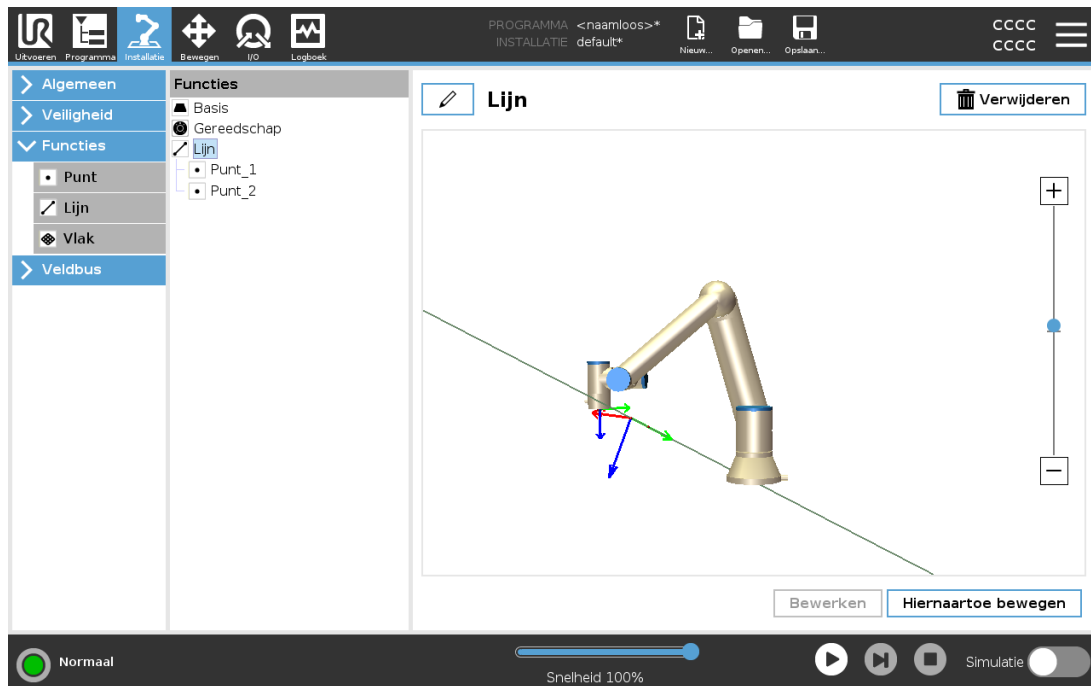 PROGRAMMA <naamloos>*
INSTALLATIE default*
Uitvoeren Programma Installatie Bewegen I/O Logboek
Nieuw... Openen... Opslaan...
CCCC
CCCC
Algemeen
Veiligheid
Functies
Punt
Lijn
Vlak
Veldbus
Functies
Basis
Gereedschap
Lijn
Punt_1
Punt_2
Lijn
Verwijderen
Bewerken
Hiernaartoe bewegen
Normaal
Snelheid 100%
Simulatie